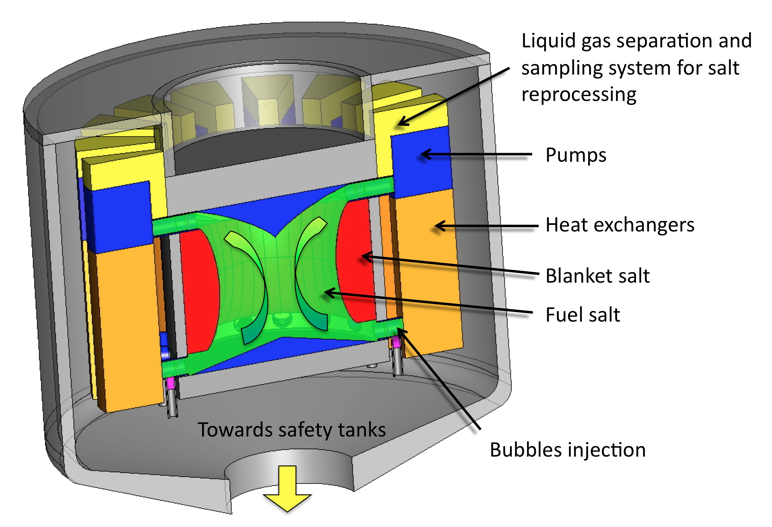 Liquid gas separation and
sampling system for salt
reprocessing
Pumps
Heat exchangers
Blanket salt
Fuel salt
Towards safety tanks
Bubbles injection